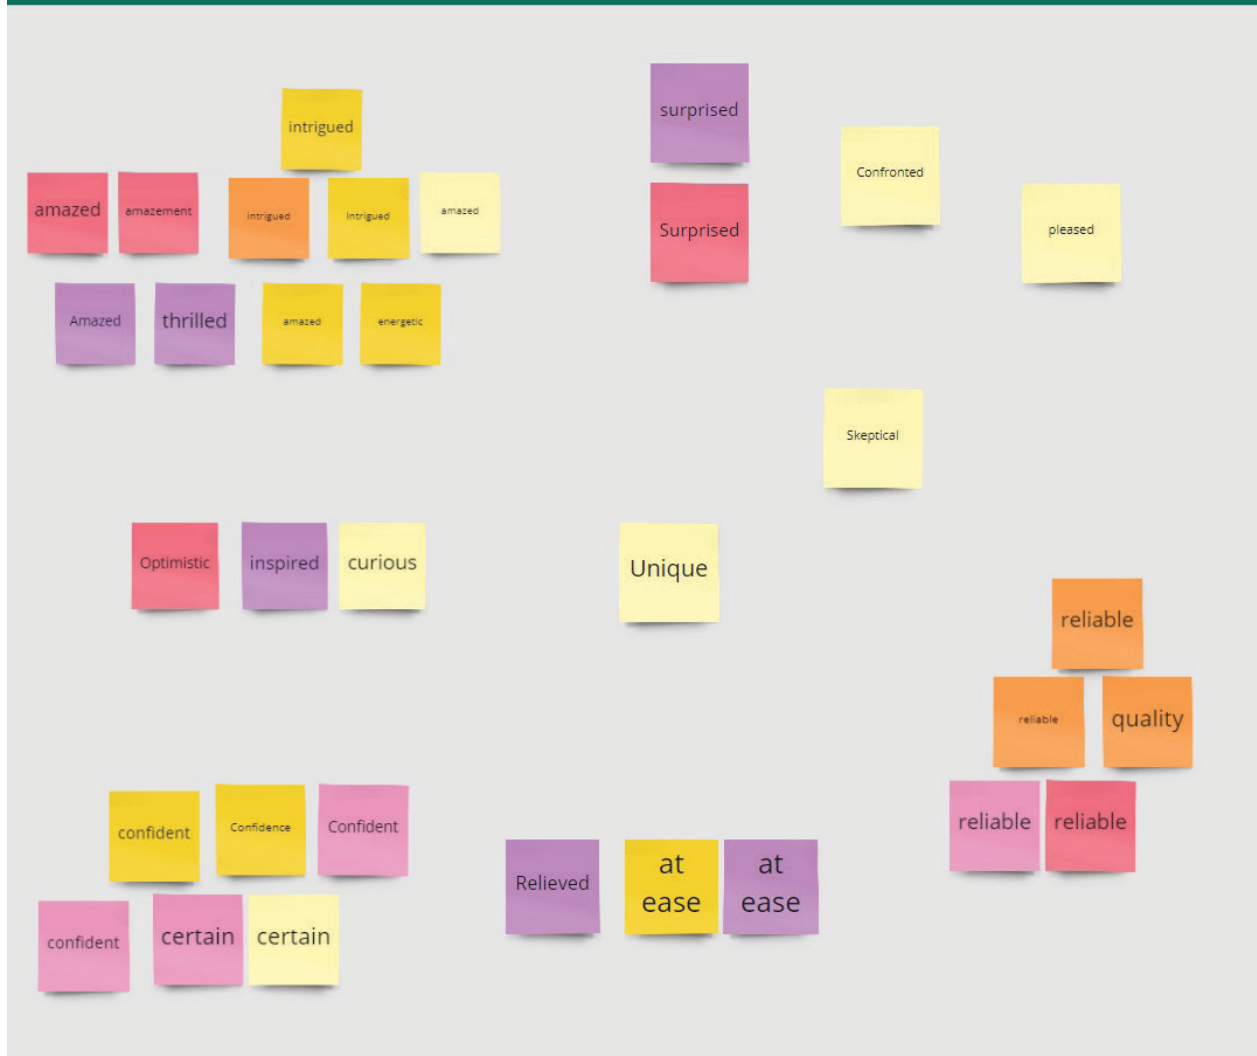 intrigued
amazed
amazement
intrigued
Intrigued
amazed
Amazed
thrilled
amazed
energetic
surprised
Surprised
Confronted
pleased
Skeptical
Optimistic
inspired
curious
Unique
reliable
reliable
quality
reliable
reliable
confident
Confidence
Confident
confident
certain
certain
Relieved
at
ease
at
ease